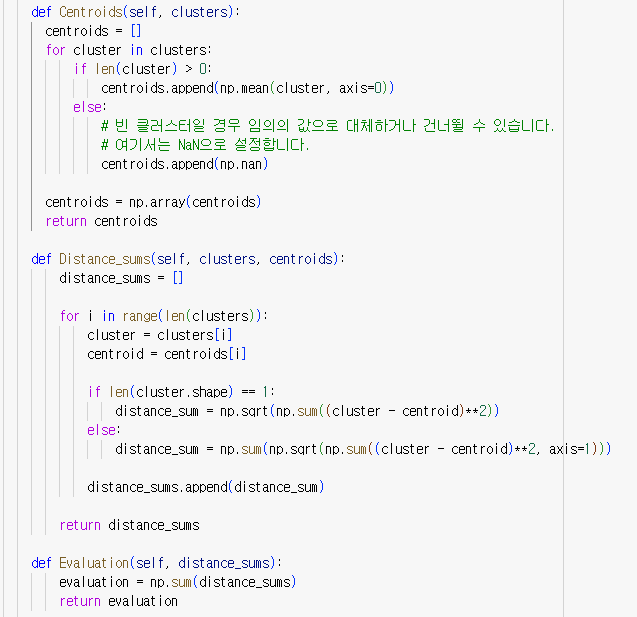 def Centroids(self, clusters):
  centroids = []
  for cluster in clusters:
      if len(cluster) > 0:
          centroids.append(np.mean(cluster, axis=0))
      else:
          # 빈 클러스터일 경우 임의의 값으로 대체하거나 건너뛸 수 있습니다.
          # 여기서는 NaN으로 설정합니다.
          centroids.append(np.nan)

  centroids = np.array(centroids)
  return centroids

def Distance_sums(self, clusters, centroids):
    distance_sums = []

    for i in range(len(clusters)):
        cluster = clusters[i]
        centroid = centroids[i]

        if len(cluster.shape) == 1:
            distance_sum = np.sqrt(np.sum((cluster - centroid)**2))
        else:
            distance_sum = np.sum(np.sqrt(np.sum((cluster - centroid)**2, axis=1)))

        distance_sums.append(distance_sum)

    return distance_sums

def Evaluation(self, distance_sums):
    evaluation = np.sum(distance_sums)
    return evaluation